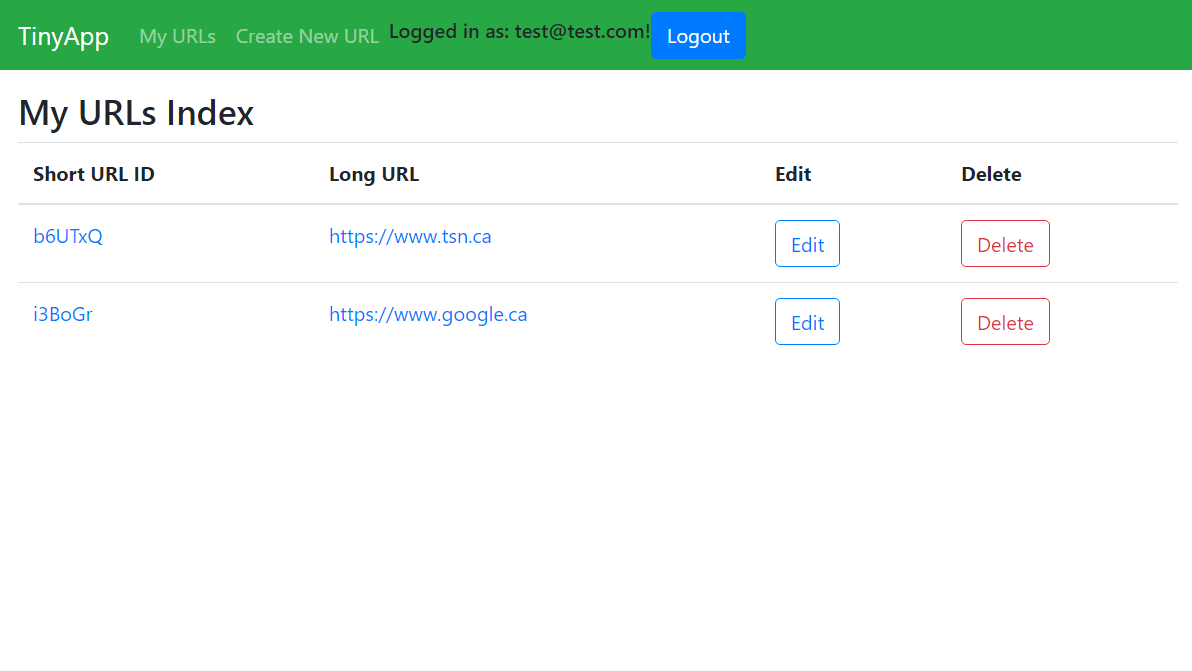 TinyApp My URLs Create New URL Logged in as: test@test.com! Logout
My URLs Index
Short URL ID Long URL Edit Delete
b6UTxQ https://www.tsn.ca Edit Delete
i3BoGr https://www.google.ca Edit Delete